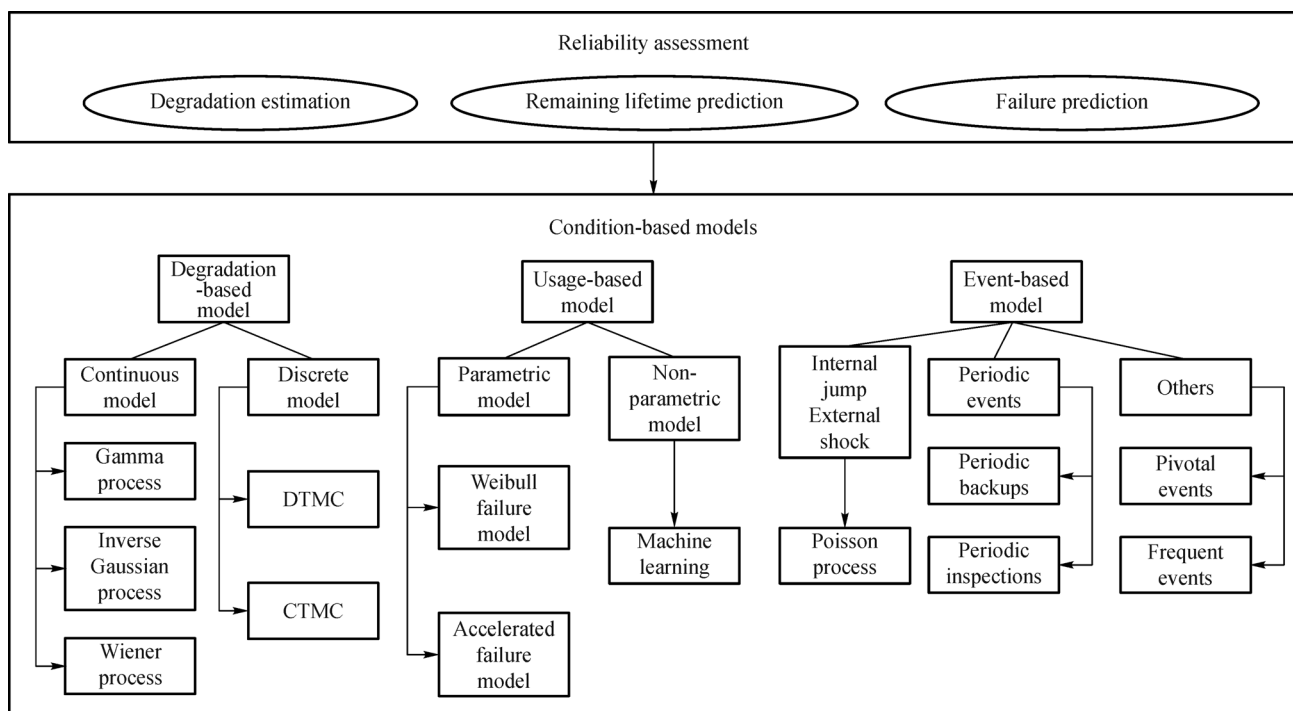 Reliability assessment
Degradation estimation
Remaining lifetime prediction
Failure prediction
Condition-based models
Degradation
-based
model
Usage-based
model
Event-based
model
Continuous
model
Discrete
model
Parametric
model
Non-
parametric
model
Internal
jump
External
shock
Periodic
events
Others
Gamma
process
Inverse
Gaussian
process
Wiener
process
DTMC
CTMC
Weibull
failure
model
Accelerated
failure
model
Machine
learning
Poisson
process
Periodic
backups
Periodic
inspections
Pivotal
events
Frequent
events